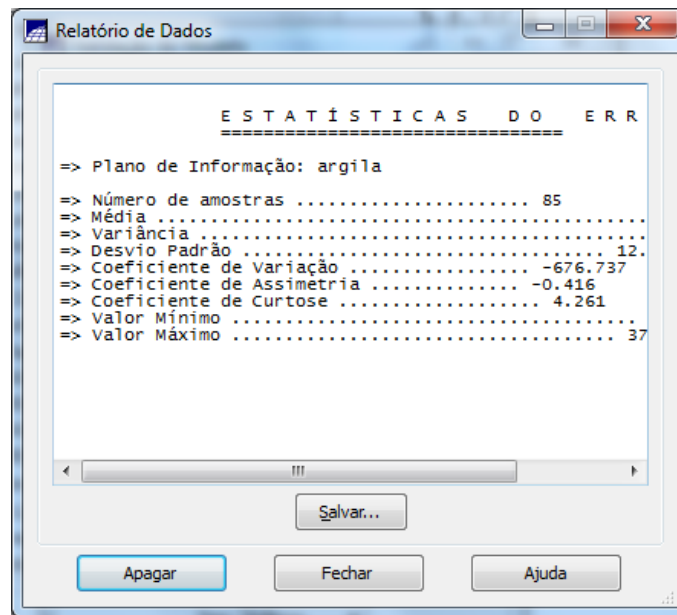 Relatório de Dados
E S T A T Í S T I C A S   D O   E R R
================================
=> Plano de Informação: argila
=> Número de amostras ...................... 85
=> Média ..............................................
=> Variância ..........................................
=> Desvio Padrão .................................. 12.
=> Coeficiente de Variação ................. -676.737
=> Coeficiente de Assimetria .............. -0.416
=> Coeficiente de Curtose ................... 4.261
=> Valor Mínimo ......................................
=> Valor Máximo .................................... 37
Salvar...
Apagar
Fechar
Ajuda